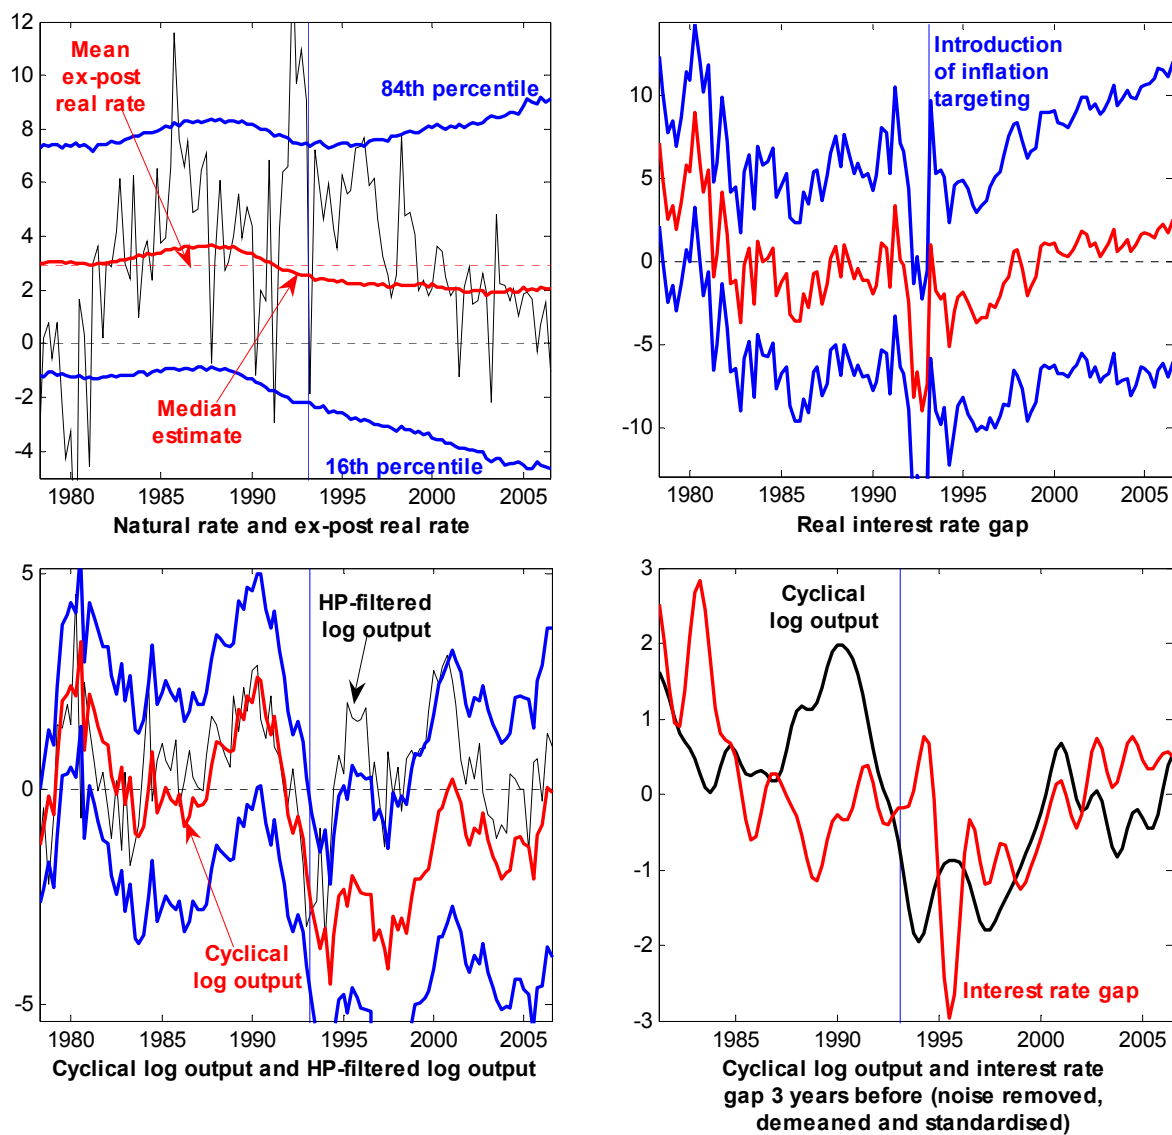 12
10
8
6
4
2
0
-2
-4
Mean
ex-post
real rate
84th percentile
Median
estimate
16th percentile
1980 1985 1990 1995 2000 2005
Natural rate and ex-post real rate
10
5
0
-5
-10
Introduction
of inflation
targeting
1980 1985 1990 1995 2000 2005
Real interest rate gap
5
0
-5
HP-filtered
log output
Cyclical
log output
1980 1985 1990 1995 2000 2005
Cyclical log output and HP-filtered log output
3
2
1
0
-1
-2
-3
Cyclical
log output
Interest rate gap
1985 1990 1995 2000 2005
Cyclical log output and interest rate
gap 3 years before (noise removed,
demeaned and standardised)